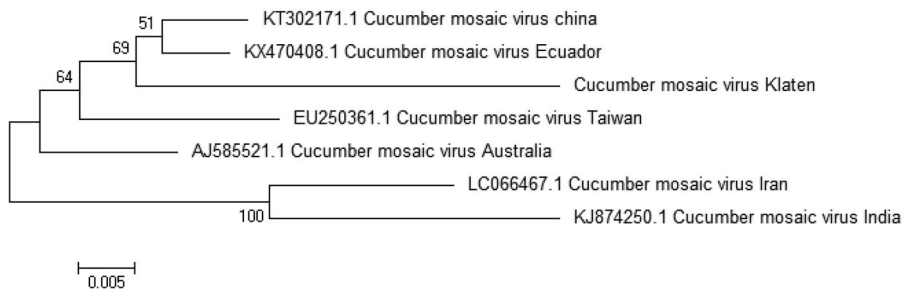 51
KT302171.1 Cucumber mosaic virus china
69
KX470408.1 Cucumber mosaic virus Ecuador
64
Cucumber mosaic virus Klaten
EU250361.1 Cucumber mosaic virus Taiwan
AJ585521.1 Cucumber mosaic virus Australia
LC066467.1 Cucumber mosaic virus Iran
100
KJ874250.1 Cucumber mosaic virus India
0.005